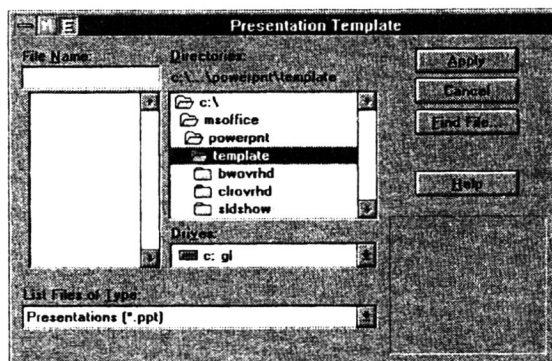 Presentation Template
File Name:
Directories:
c:\...\powerpnt\template
c:\
msoffice
powerpnt
template
bwovrhd
clrovrhd
sldshow
Drives:
c: gl
List Files of Type:
Presentations (*.ppt)
Apply
Cancel
Find File...
Help